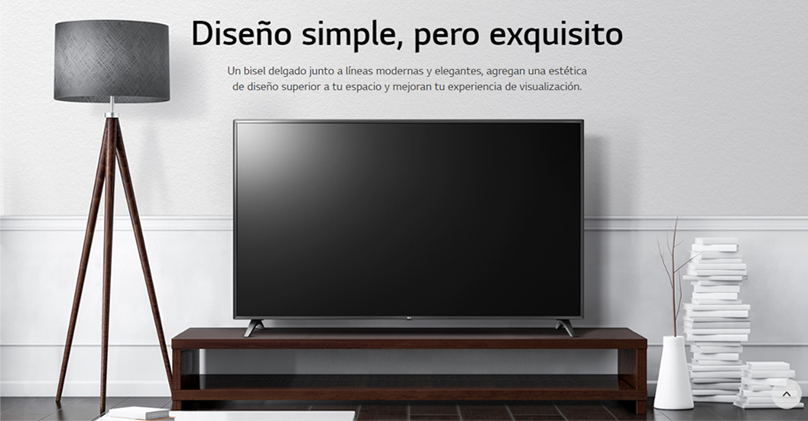 Diseño simple, pero exquisito
Un bisel delgado junto a líneas modernas y elegantes, agregan una estética
de diseño superior a tu espacio y mejoran tu experiencia de visualización.